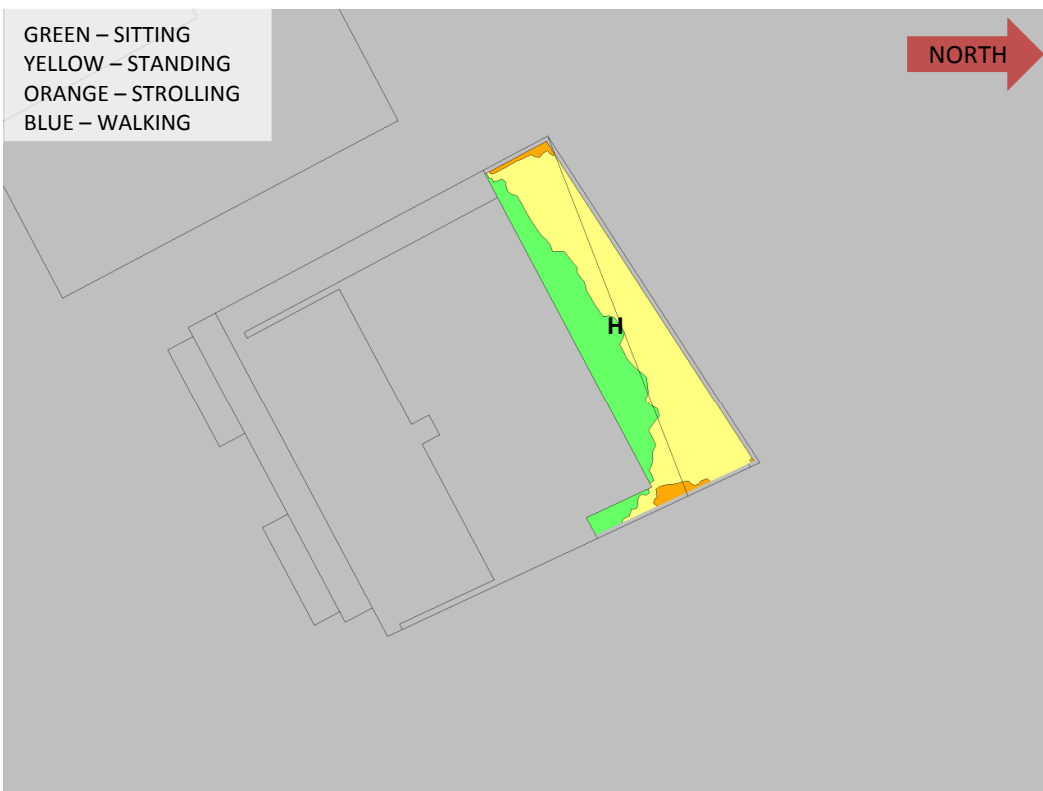 GREEN – SITTING
YELLOW – STANDING
ORANGE – STROLLING
BLUE – WALKING
NORTH
H